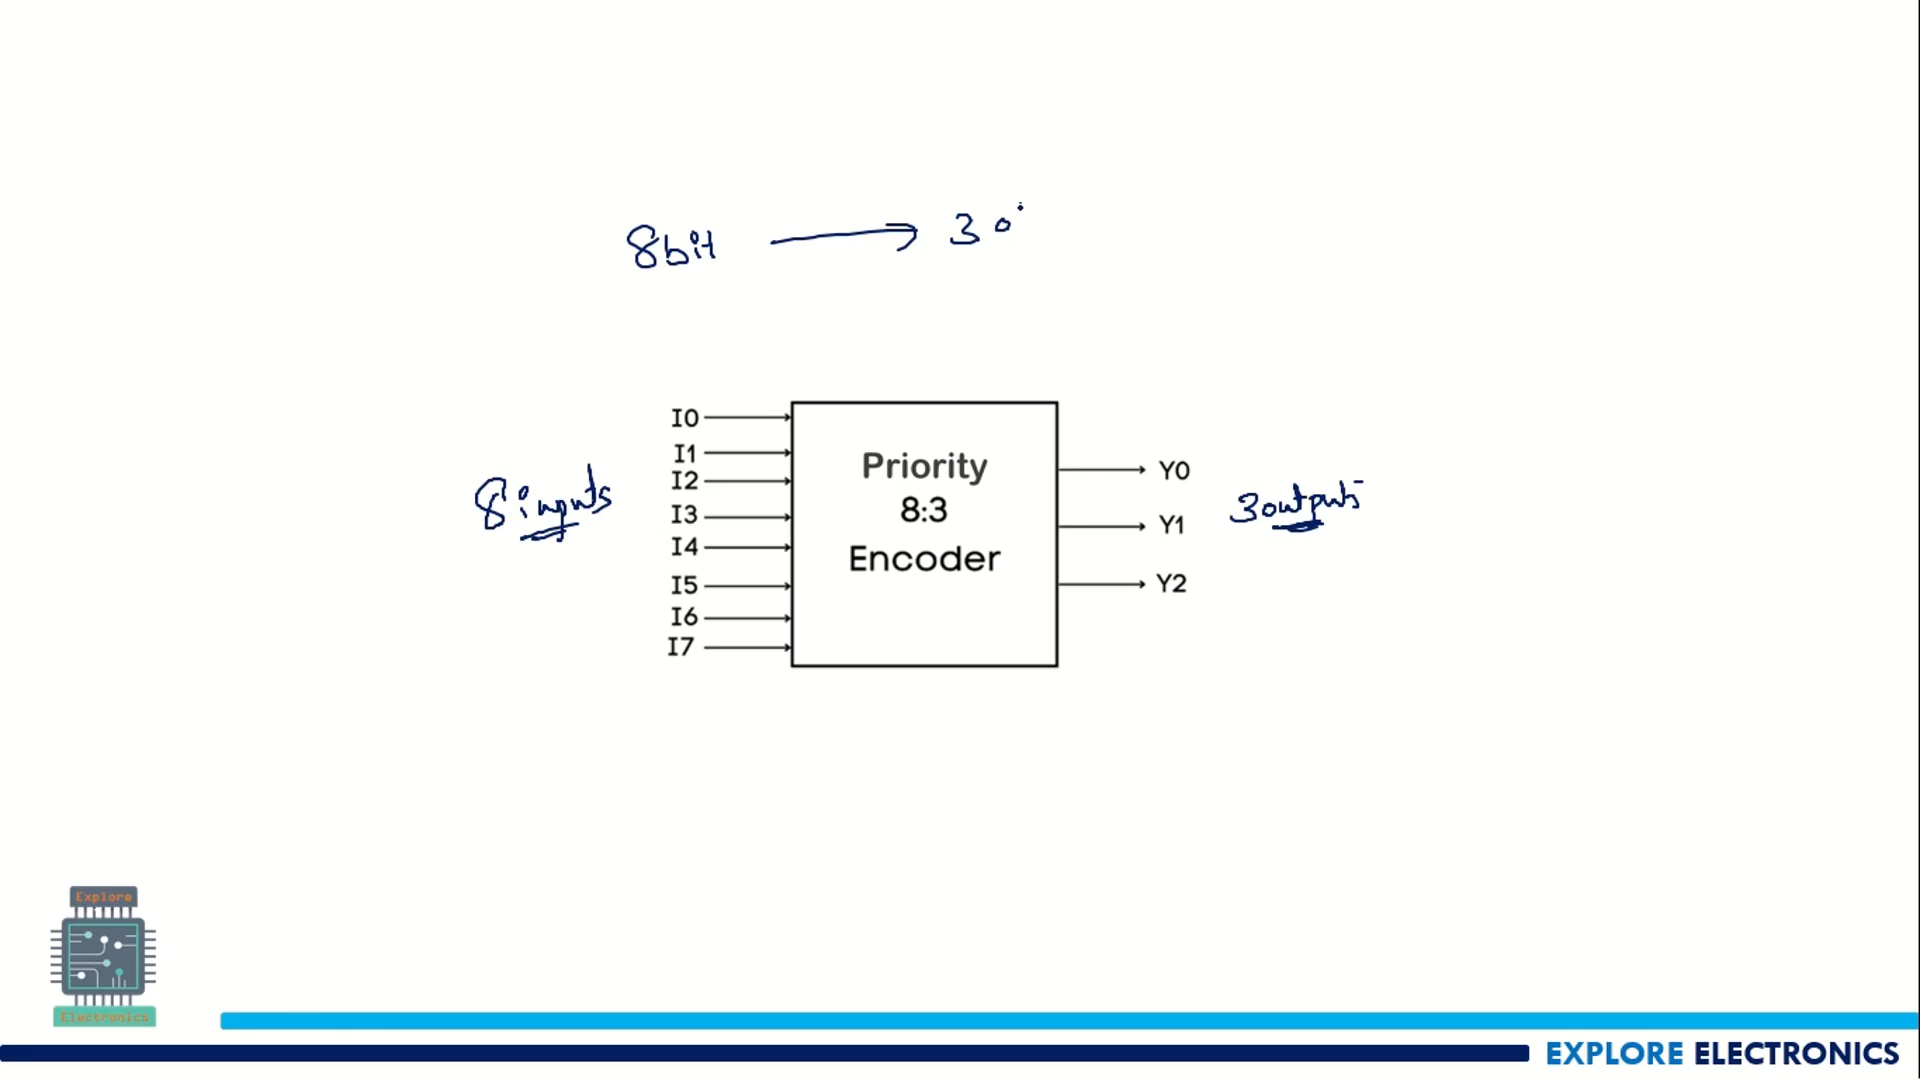 8bit → 3 o
I0
I1
I2
I3
I4
I5
I6
I7
8 inputs
Priority
8:3
Encoder
Y0
Y1
Y2
3 outputs
Explore
Electronics
EXPLORE ELECTRONICS